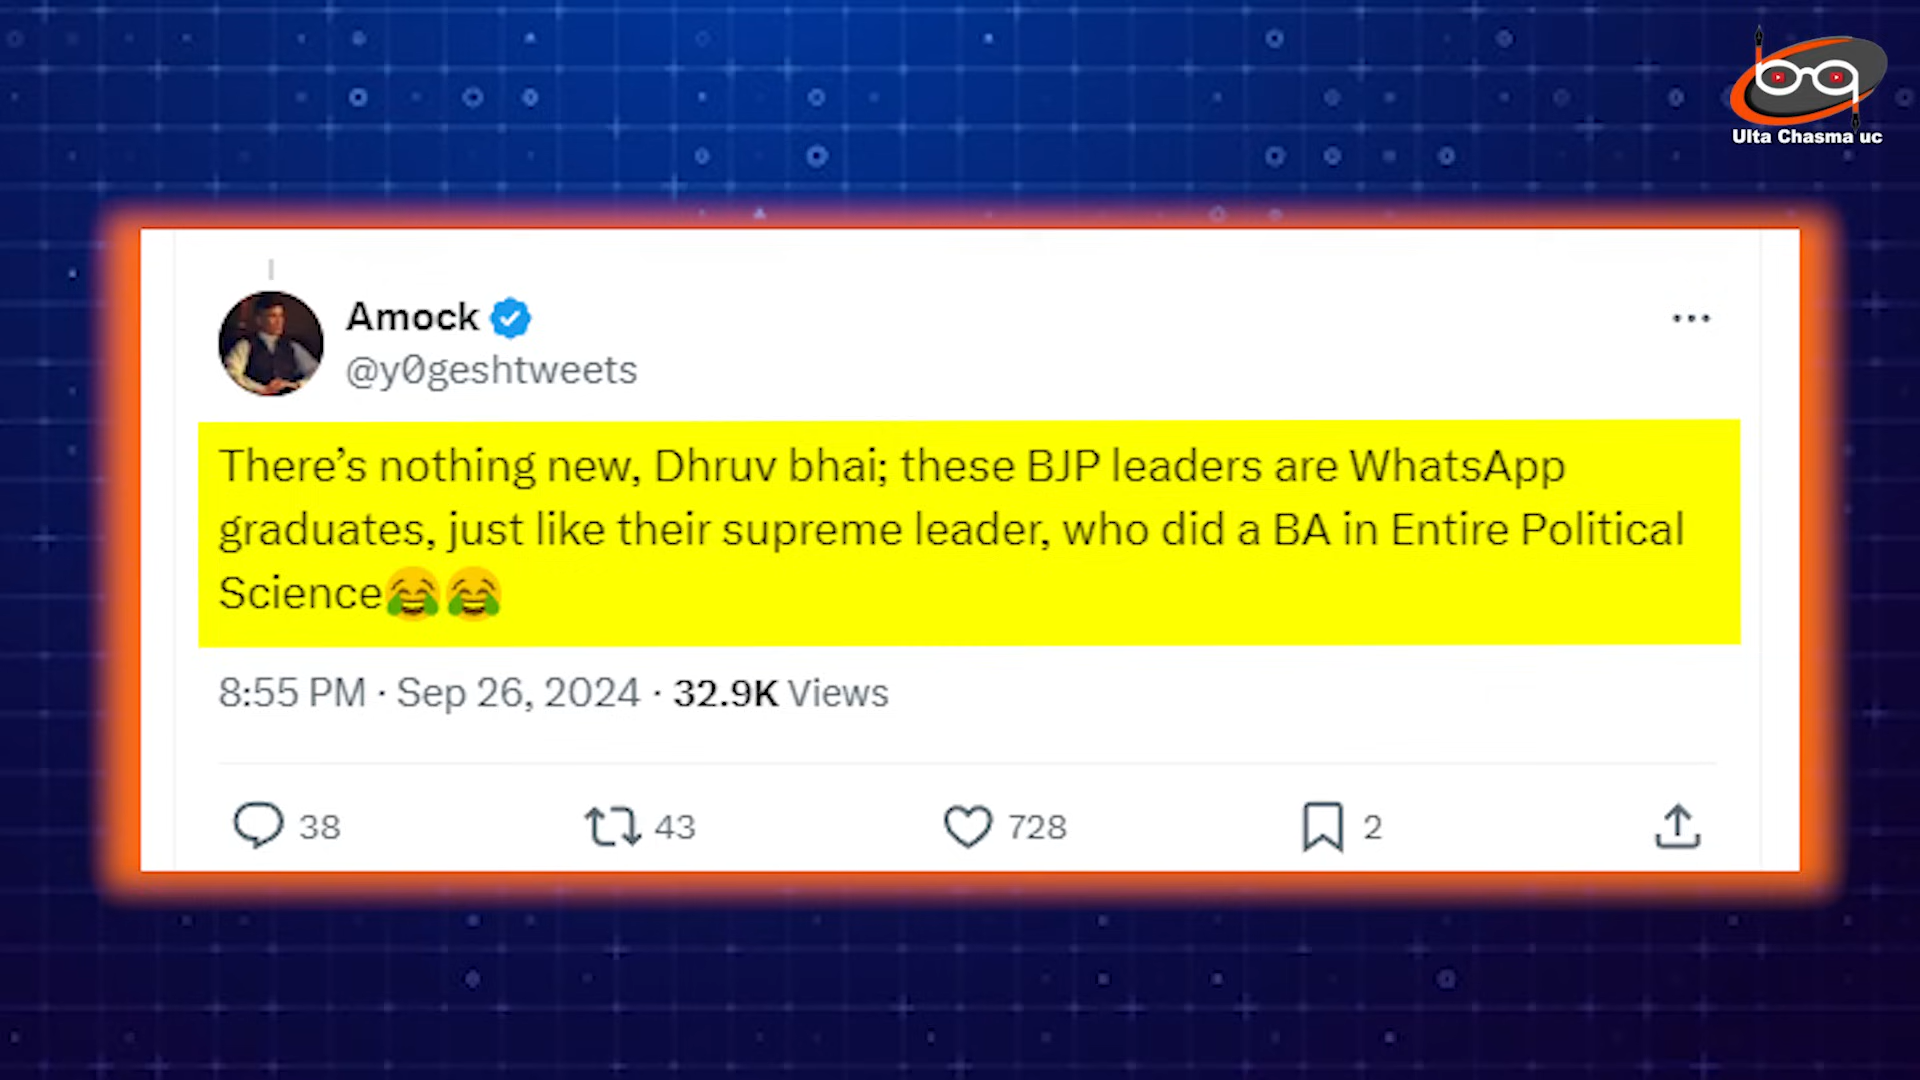 Ulta Chasma uc
Amock
@y0geshtweets
There's nothing new, Dhruv bhai; these BJP leaders are WhatsApp
graduates, just like their supreme leader, who did a BA in Entire Political
Science😂😂
8:55 PM · Sep 26, 2024 · 32.9K Views
38 43 728 2